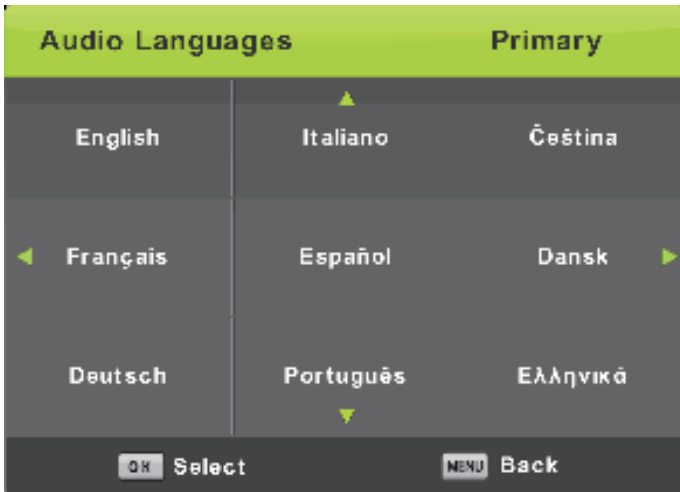 Audio Languages Primary
English Italiano Čeština
Français Español Dansk
Deutsch Português Ελληνικά
OK Select MENU Back